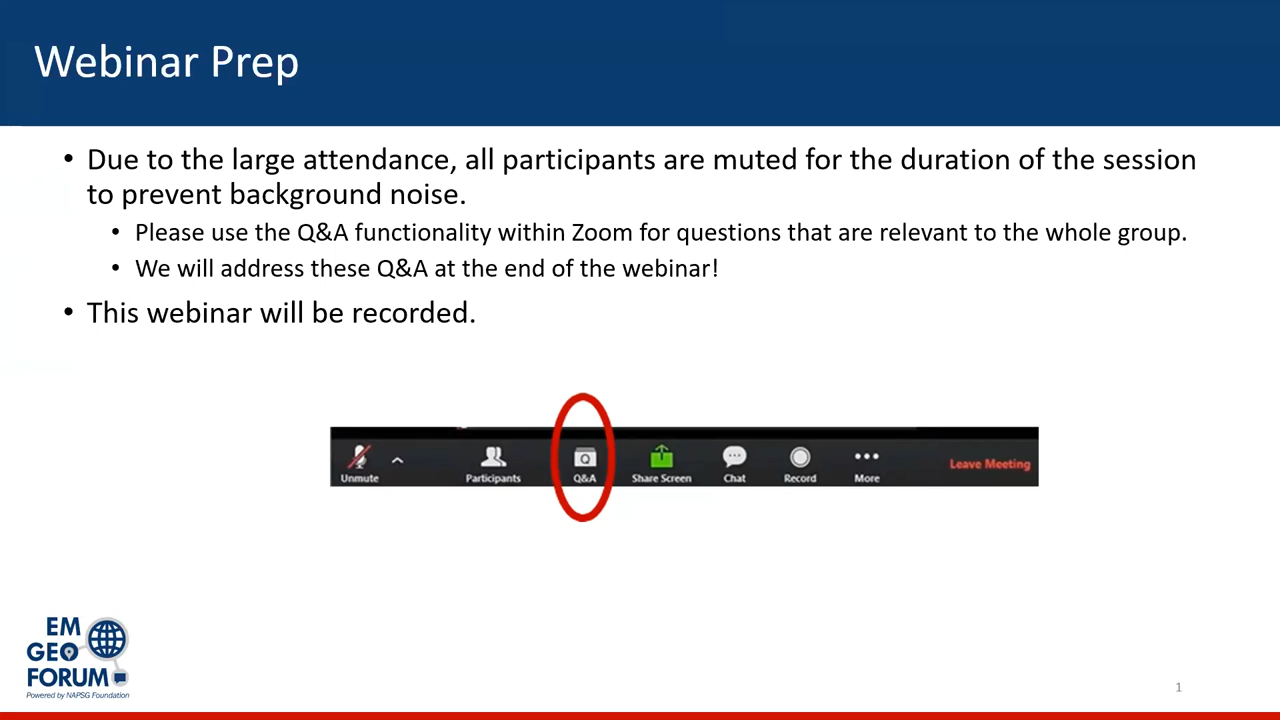 Webinar Prep
• Due to the large attendance, all participants are muted for the duration of the session
to prevent background noise.
• Please use the Q&A functionality within Zoom for questions that are relevant to the whole group.
• We will address these Q&A at the end of the webinar!
• This webinar will be recorded.
Unmute Participants Q&A Share Screen Chat Record More Leave Meeting
EM
GEO
FORUM
Powered by NAPSG Foundation
1